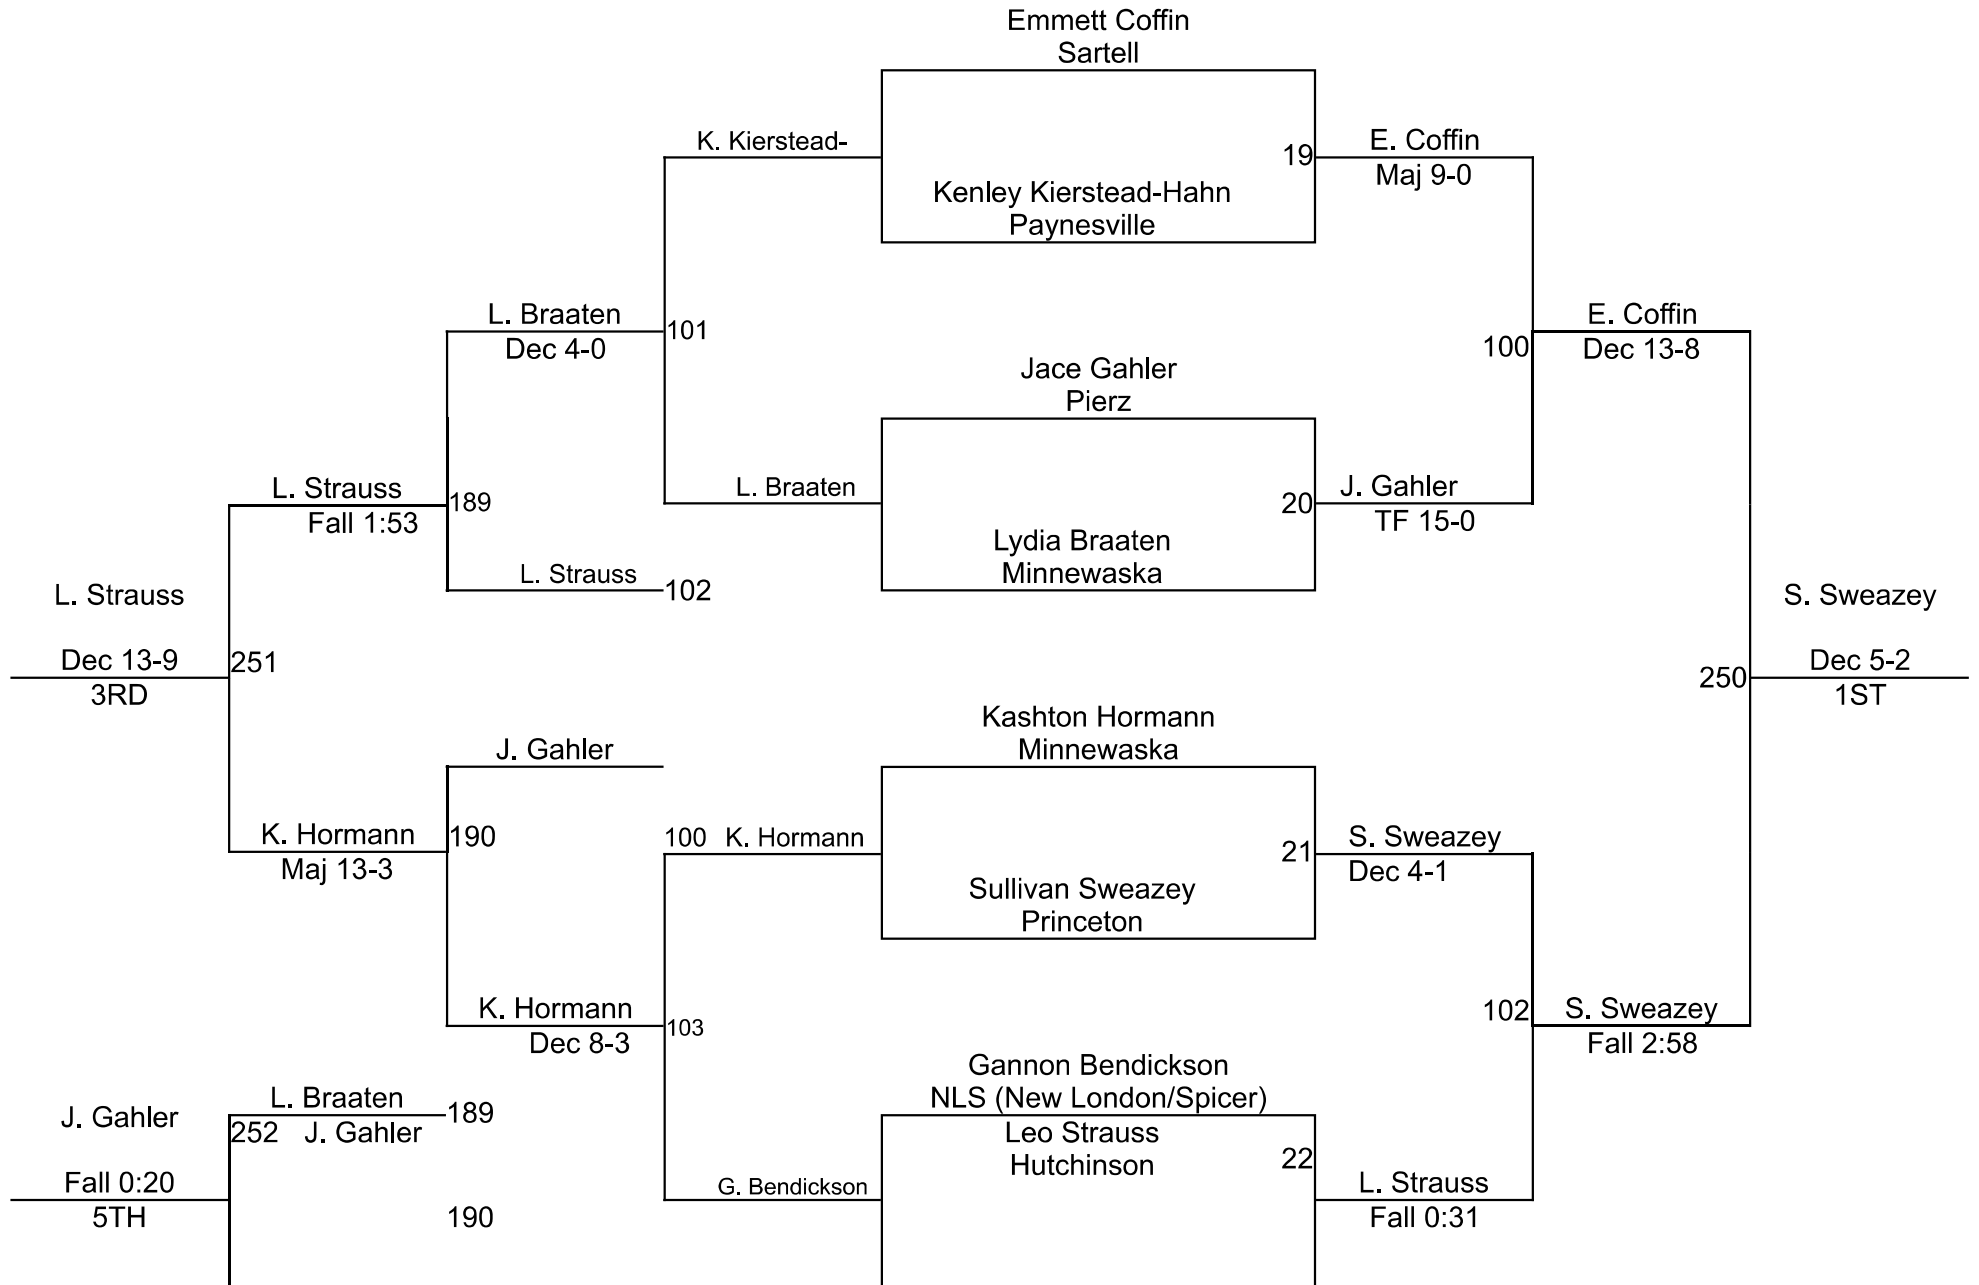 Emmett Coffin
Sartell
K. Kierstead-
19
E. Coffin
Maj 9-0
Kenley Kierstead-Hahn
Paynesville
L. Braaten
Dec 4-0
101
100
E. Coffin
Dec 13-8
Jace Gahler
Pierz
L. Strauss
Fall 1:53
189
L. Braaten
20
J. Gahler
TF 15-0
Lydia Braaten
Minnewaska
L. Strauss
102
L. Strauss
Dec 13-9
3RD
251
S. Sweazey
250
Dec 5-2
1ST
Kashton Hormann
Minnewaska
J. Gahler
K. Hormann
Maj 13-3
190
100
K. Hormann
21
S. Sweazey
Dec 4-1
Sullivan Sweazey
Princeton
K. Hormann
Dec 8-3
103
102
S. Sweazey
Fall 2:58
Gannon Bendickson
NLS (New London/Spicer)
Leo Strauss
Hutchinson
22
L. Braaten
189
J. Gahler
252
J. Gahler
Fall 0:20
5TH
190
G. Bendickson
L. Strauss
Fall 0:31